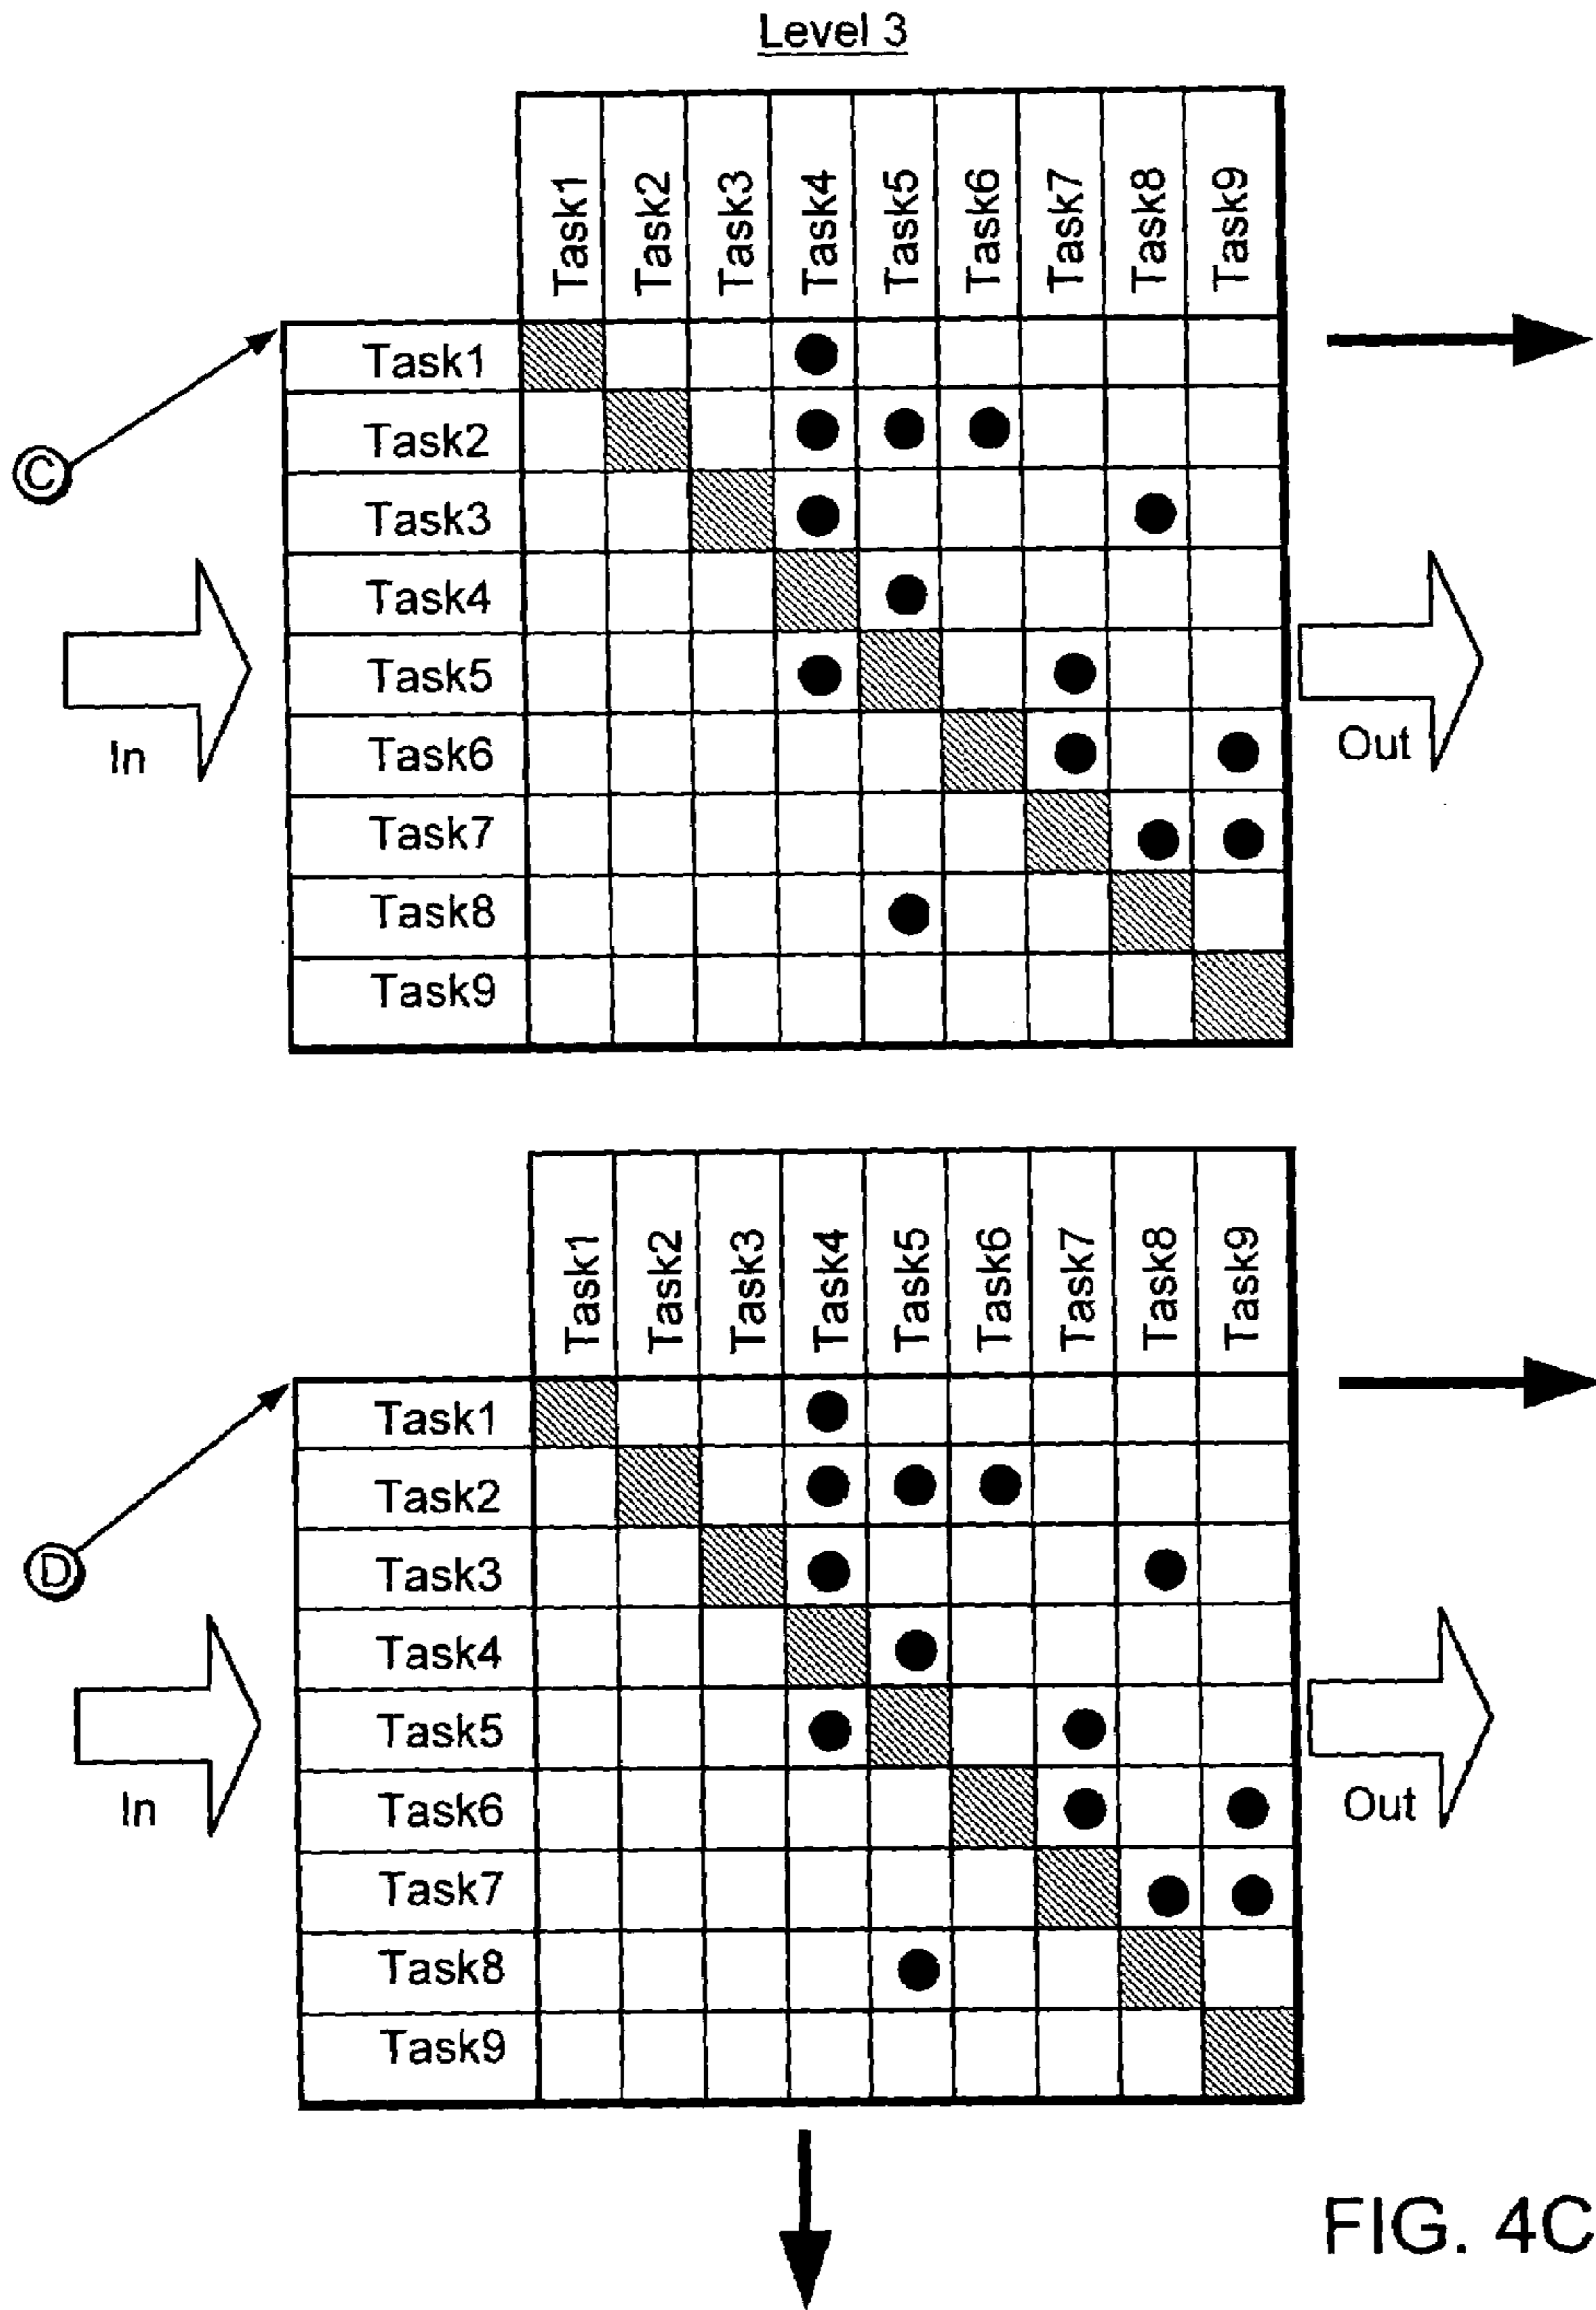 Level 3
Task1 Task2 Task3 Task4 Task5 Task6 Task7 Task8 Task9
Task1
Task2
C
Task3
Task4
Task5
In
Task6
Out
Task7
Task8
Task9
Task1 Task2 Task3 Task4 Task5 Task6 Task7 Task8 Task9
Task1
Task2
D
Task3
Task4
Task5
In
Task6
Out
Task7
Task8
Task9
FIG. 4C